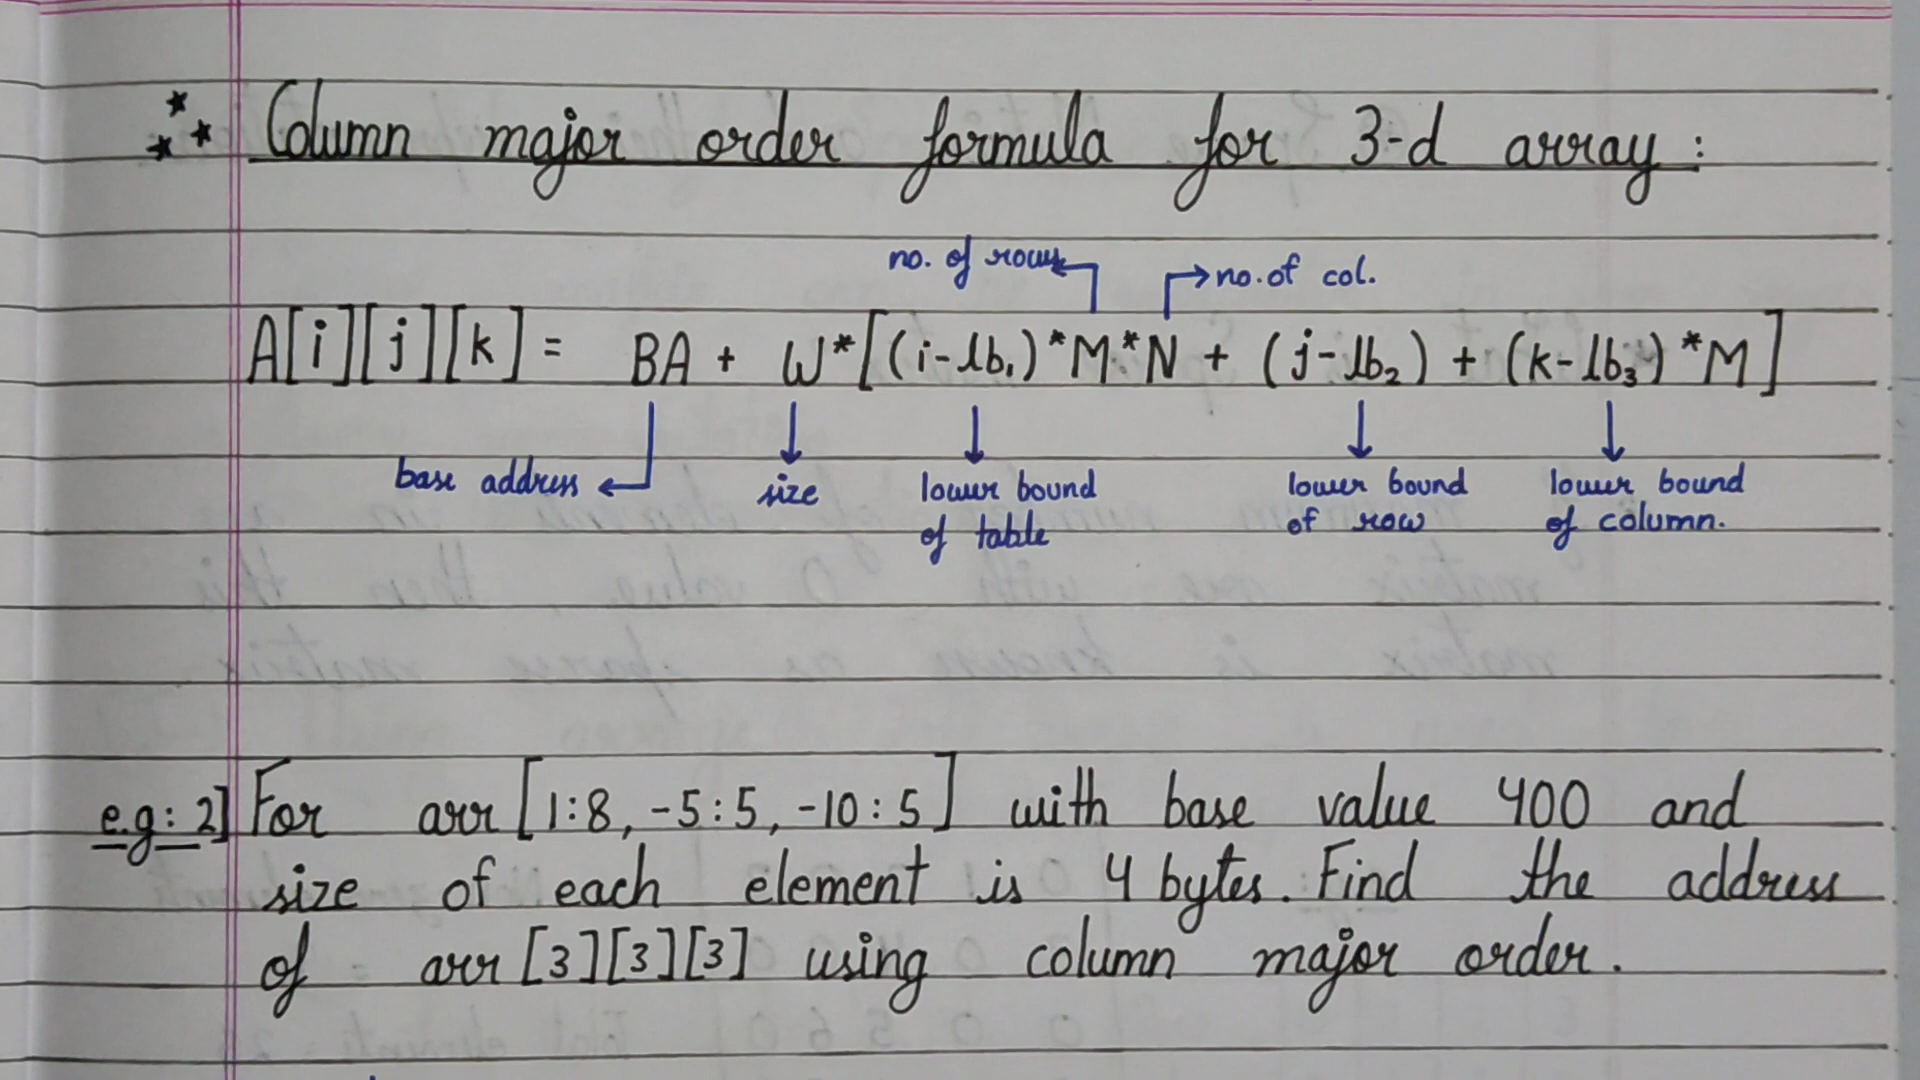 Column major order formula for 3-d array :
no. of rows no. of col.
A[i][j][k] = BA + W*[(i-lb₁)*M*N + (j-lb₂) + (k-lb₃)*M]
base address size lower bound of table lower bound of row lower bound of column.
e.g: 2] For arr [1:8, -5:5, -10:5] with base value 400 and
size of each element is 4 bytes. Find the address
of arr [3][3][3] using column major order.